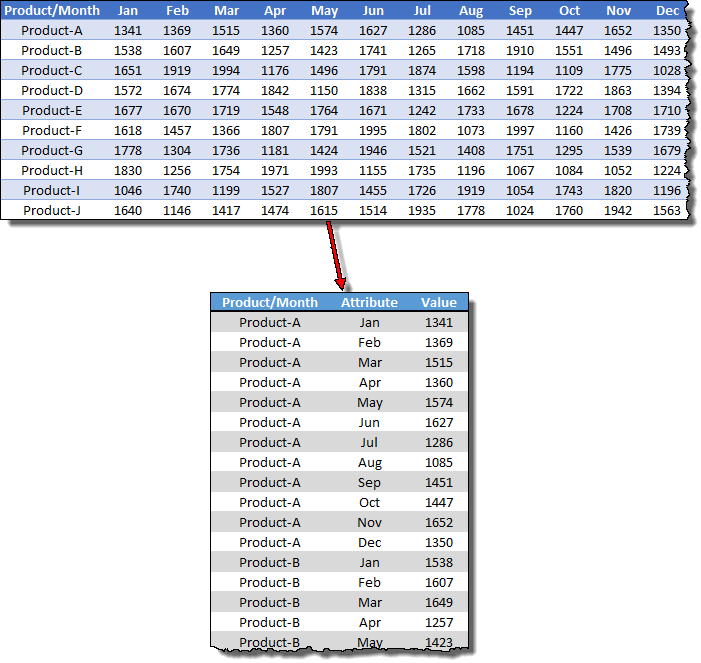 Product/Month Jan Feb Mar Apr May Jun Jul Aug Sep Oct Nov Dec
Product-A 1341 1369 1515 1360 1574 1627 1286 1085 1451 1447 1652 1350
Product-B 1538 1607 1649 1257 1423 1741 1265 1718 1910 1551 1496 1493
Product-C 1651 1919 1994 1176 1496 1791 1874 1598 1194 1109 1775 1028
Product-D 1572 1674 1774 1842 1150 1838 1315 1662 1591 1722 1863 1394
Product-E 1677 1670 1719 1548 1764 1671 1242 1733 1678 1224 1708 1710
Product-F 1618 1457 1366 1807 1791 1995 1802 1073 1997 1160 1426 1739
Product-G 1778 1304 1736 1181 1424 1946 1521 1408 1751 1295 1539 1679
Product-H 1830 1256 1754 1971 1993 1155 1735 1196 1067 1084 1052 1224
Product-I 1046 1740 1199 1527 1807 1455 1726 1919 1054 1743 1820 1196
Product-J 1640 1146 1417 1474 1615 1514 1935 1778 1024 1760 1942 1563
Product/Month Attribute Value
Product-A Jan 1341
Product-A Feb 1369
Product-A Mar 1515
Product-A Apr 1360
Product-A May 1574
Product-A Jun 1627
Product-A Jul 1286
Product-A Aug 1085
Product-A Sep 1451
Product-A Oct 1447
Product-A Nov 1652
Product-A Dec 1350
Product-B Jan 1538
Product-B Feb 1607
Product-B Mar 1649
Product-B Apr 1257
Product-B May 1423